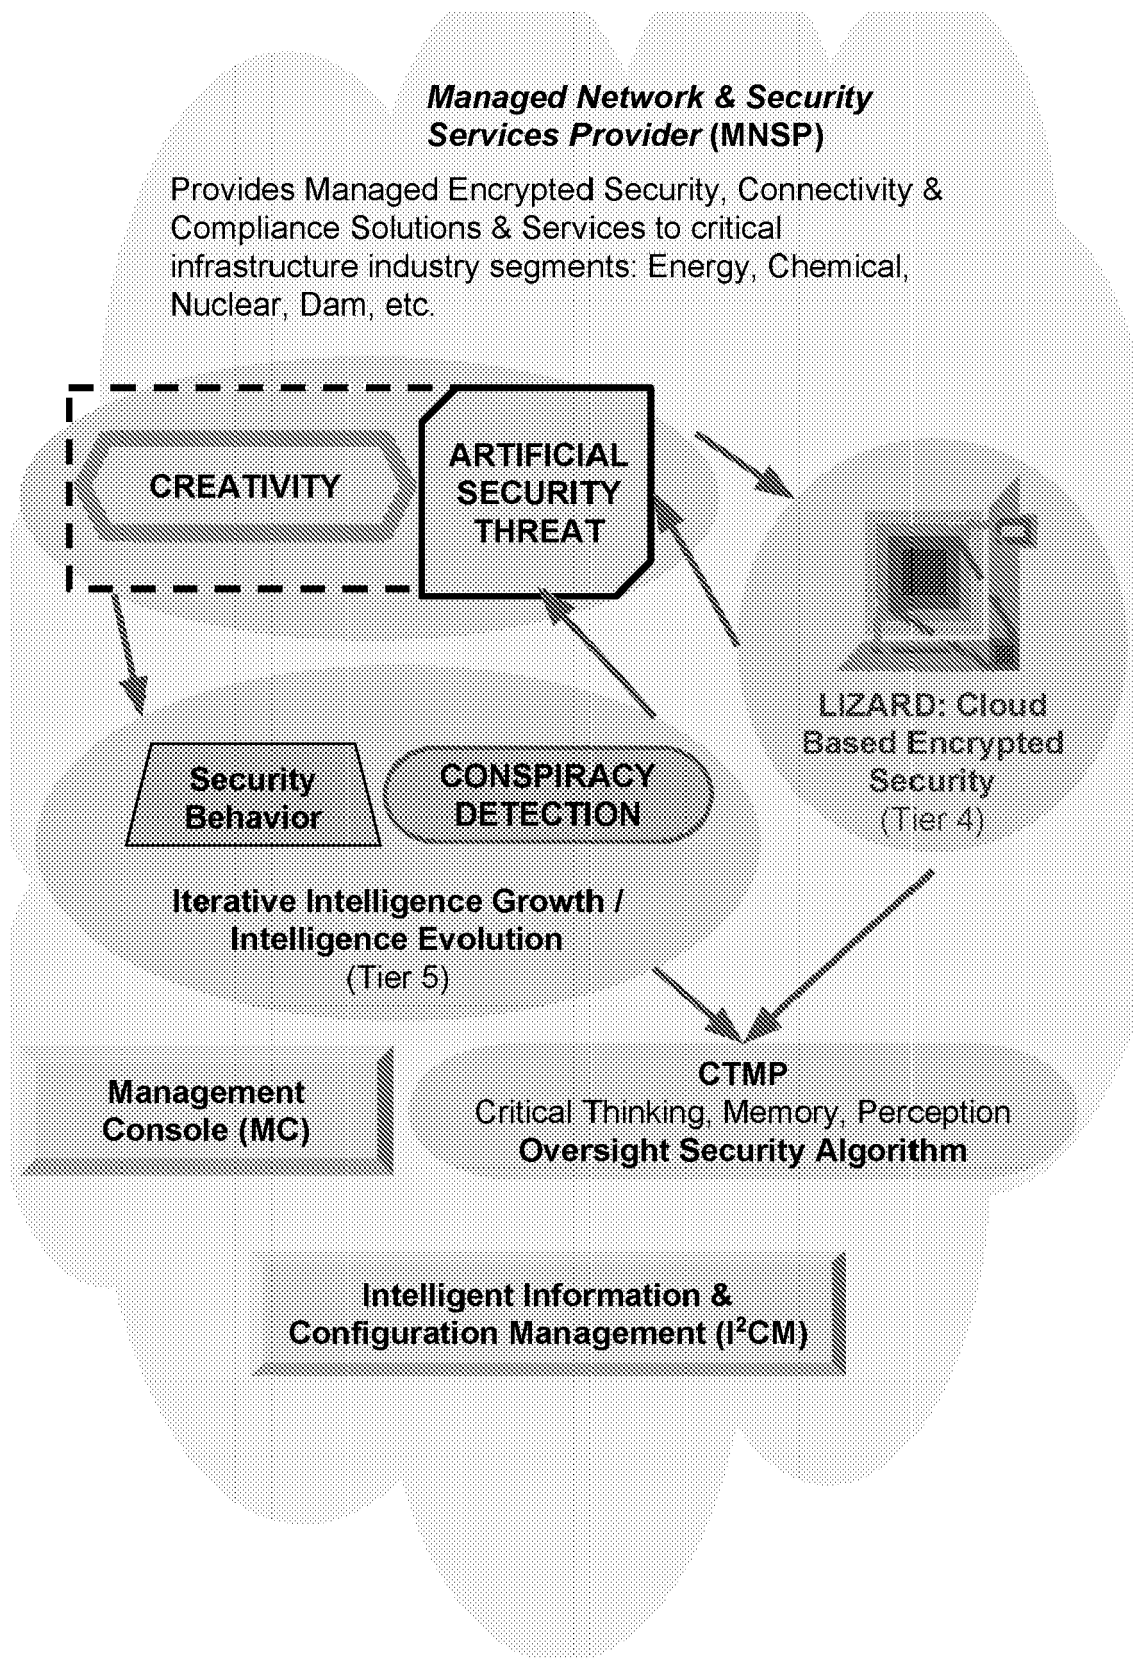 Managed Network & Security
Services Provider (MNSP)
Provides Managed Encrypted Security, Connectivity &
Compliance Solutions & Services to critical
infrastructure industry segments: Energy, Chemical,
Nuclear, Dam, etc.
CREATIVITY
ARTIFICIAL
SECURITY
THREAT
LIZARD: Cloud
Based Encrypted
Security
(Tier 4)
Security
Behavior
CONSPIRACY
DETECTION
Iterative Intelligence Growth /
Intelligence Evolution
(Tier 5)
Management
Console (MC)
CTMP
Critical Thinking, Memory, Perception
Oversight Security Algorithm
Intelligent Information &
Configuration Management (I²CM)